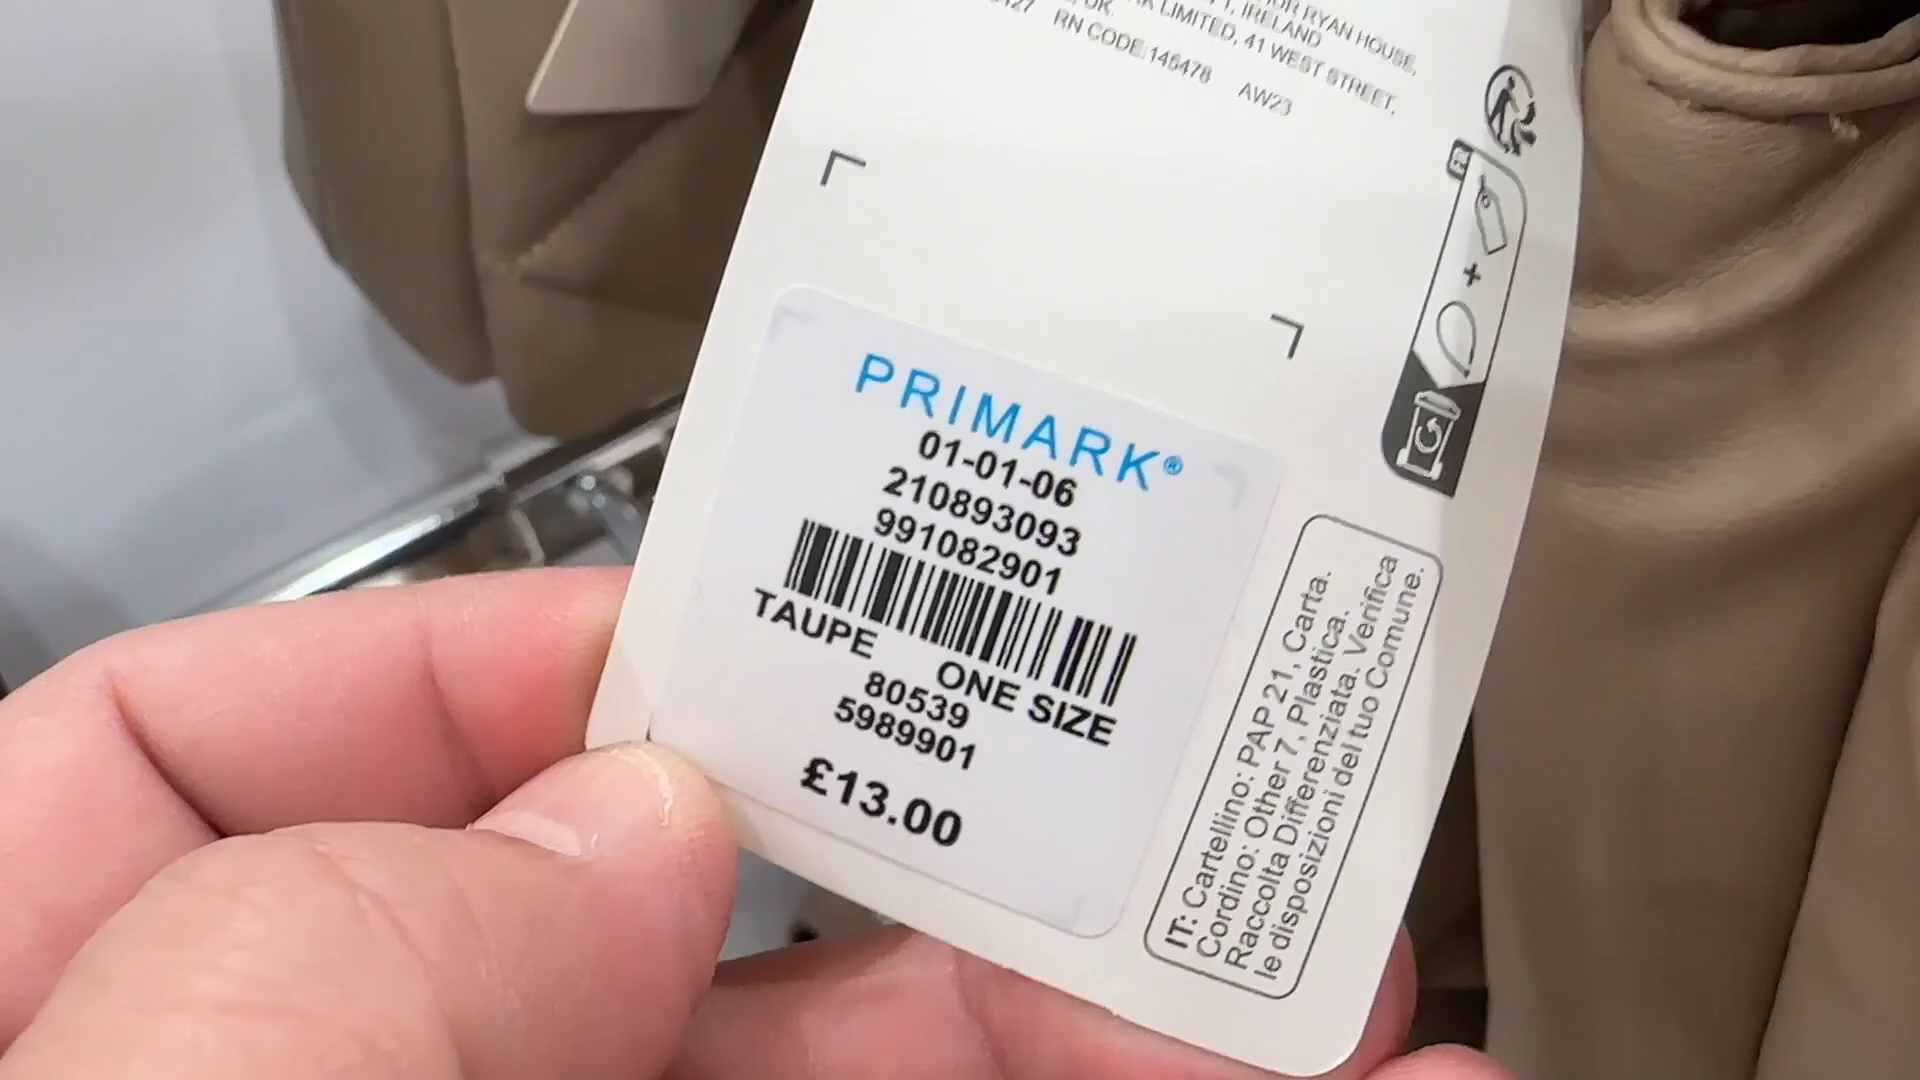 RYAN HOUSE,
IRELAND
LIMITED, 41 WEST STREET,
RN CODE:146478 AW23
PRIMARK®
01-01-06
210893093
991082901
TAUPE ONE SIZE
80539
5989901
£13.00
IT: Cartellino: PAP 21, Carta.
Cordino: Other 7, Plastica.
Raccolta Differenziata. Verifica
le disposizioni del tuo Comune.